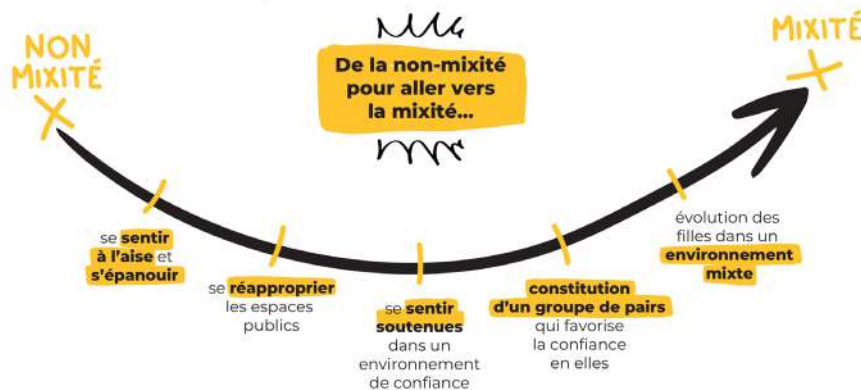 NON
MIXITÉ
De la non-mixité
pour aller vers
la mixité...
MIXITÉ
se sentir
à l'aise et
s'épanouir
se réapproprier
les espaces
publics
se sentir
soutenues
dans un
environnement
de confiance
constitution
d'un groupe de pairs
qui favorise
la confiance
en elles
évolution des
filles dans un
environnement
mixte